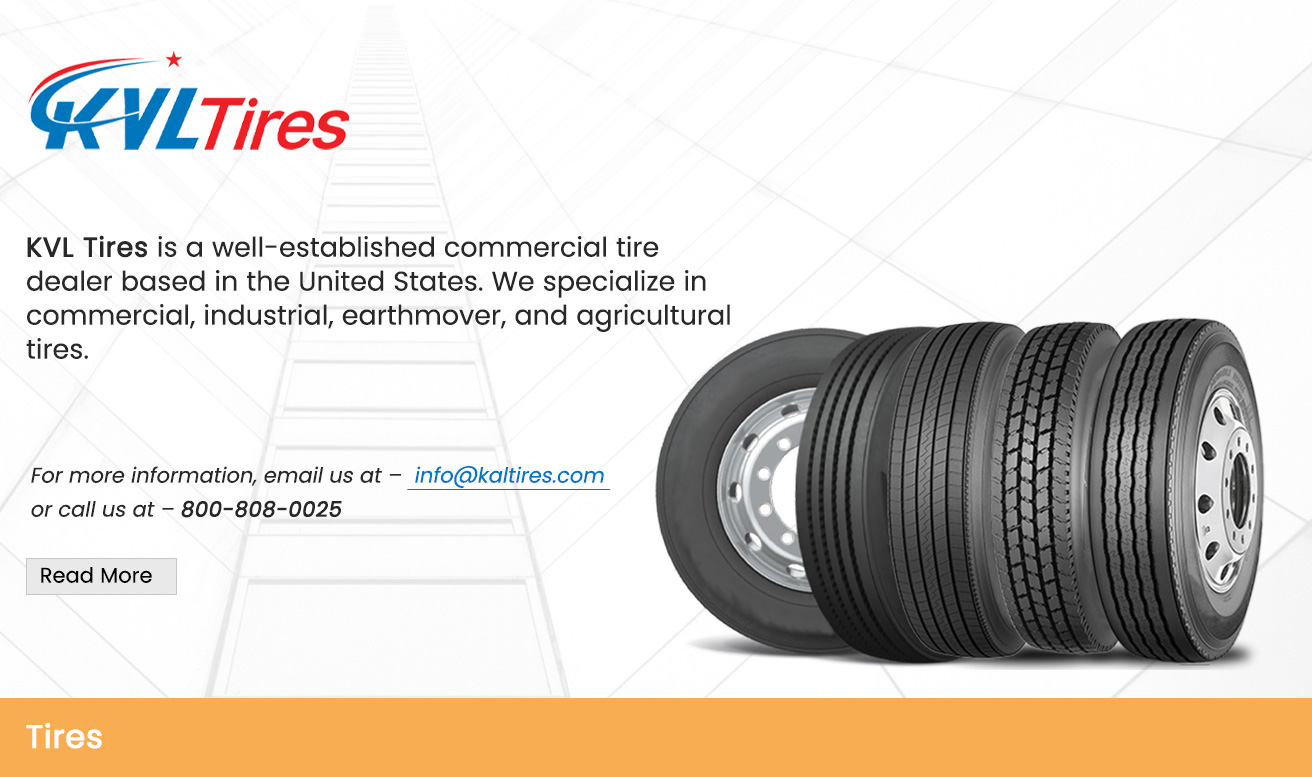 KVL Tires
KVL Tires is a well-established commercial tire
dealer based in the United States. We specialize in
commercial, industrial, earthmover, and agricultural
tires.
For more information, email us at – info@kaltires.com
or call us at – 800-808-0025
Read More
Tires